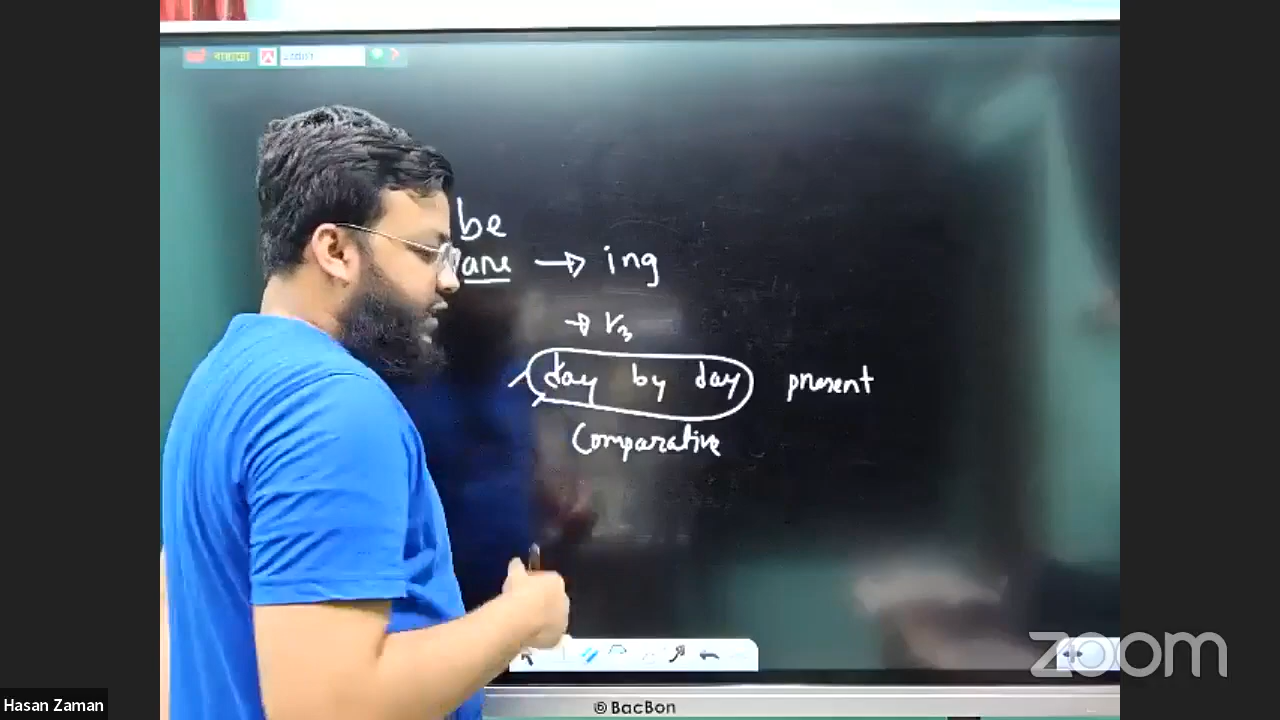 be
are → ing
→ V3
day by day present
Comparative
BacBon
zoom
Hasan Zaman